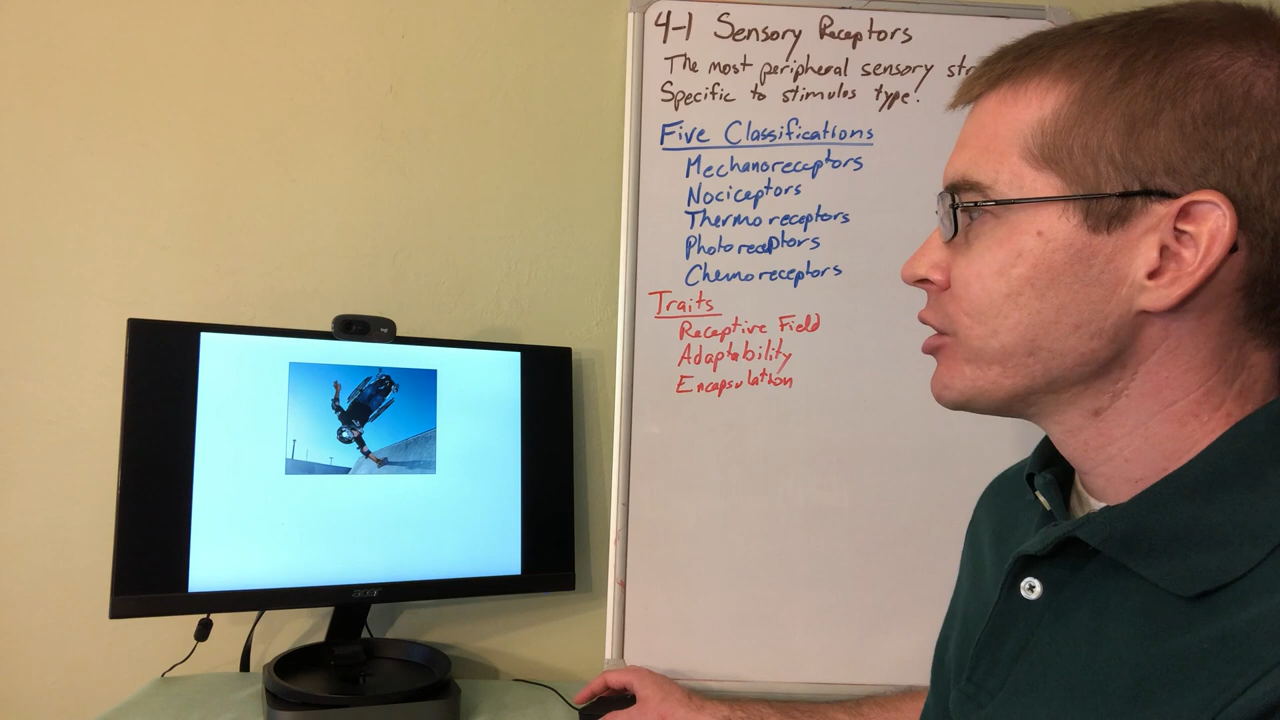 4-1 Sensory Receptors
The most peripheral sensory
Specific to stimulus type!
Five Classifications
Mechanoreceptors
Nociceptors
Thermoreceptors
Photoreceptors
Chemoreceptors
Traits
Receptive Field
Adaptability
Encapsulation
acer